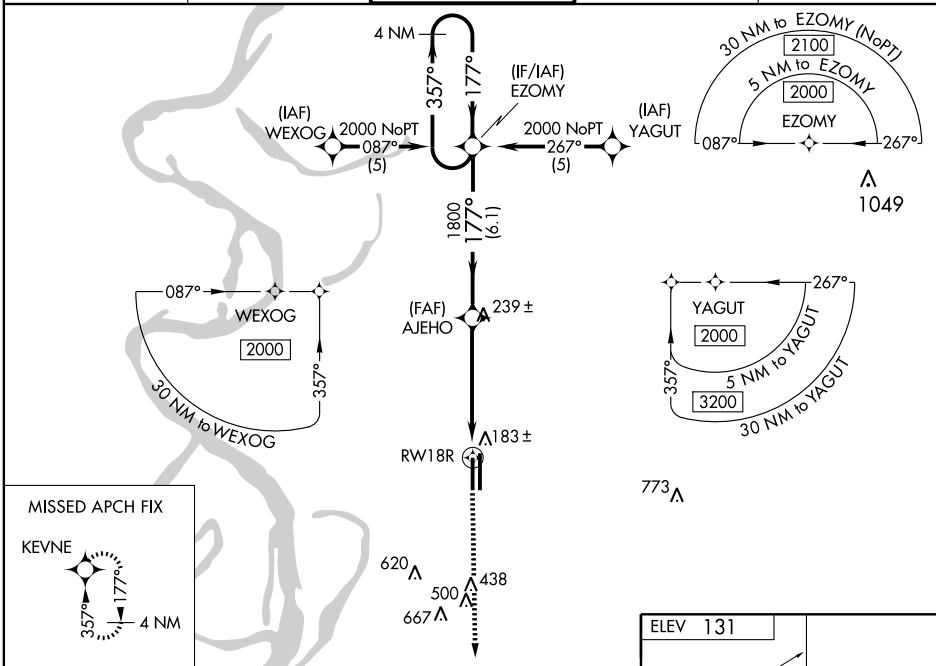 4 NM
357°
177°
(IF/IAF)
EZOMY
(IAF)
WEXOG
2000 NoPT
087°
(5)
2000 NoPT
267°
(5)
(IAF)
YAGUT
30 NM to EZOMY (NoPT)
2100
5 NM to EZOMY
2000
EZOMY
087°
267°
1049
1800
177°
(6.1)
(FAF)
AJEHO
239 ±
087°
WEXOG
2000
357°
30 NM to WEXOG
267°
YAGUT
2000
357°
5 NM to YAGUT
3200
30 NM to YAGUT
183 ±
RW18R
773
MISSED APCH FIX
KEVNE
357°
177°
4 NM
620
438
500
667
ELEV 131